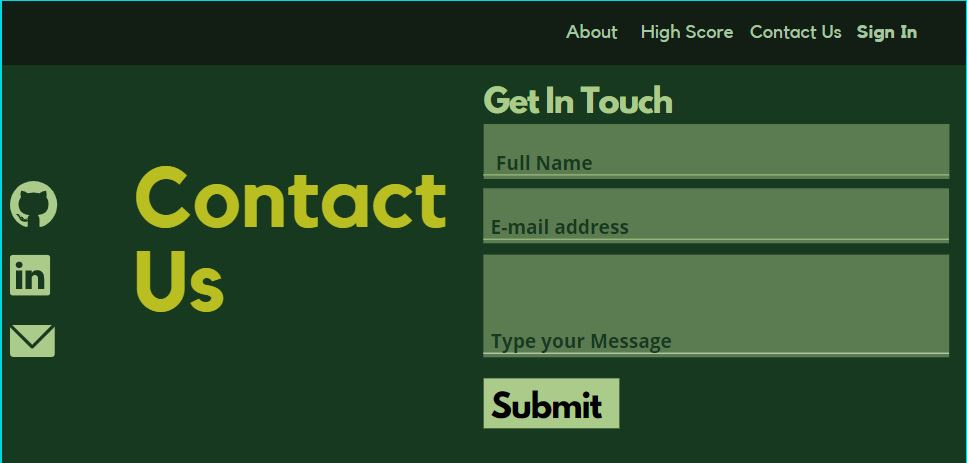 About High Score Contact Us Sign In
Contact
Us
Get In Touch
Full Name
E-mail address
Type your Message
Submit
in